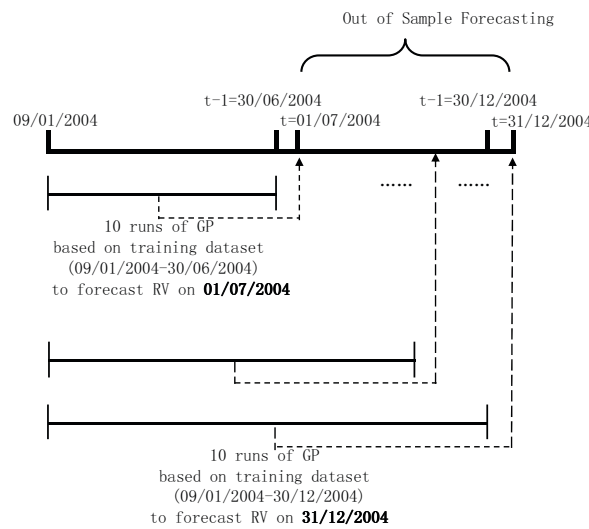 Out of Sample Forecasting
t-1=30/06/2004
t-1=30/12/2004
09/01/2004
t=01/07/2004
t=31/12/2004
...... ......
10 runs of GP
based on training dataset
(09/01/2004-30/06/2004)
to forecast RV on 01/07/2004
10 runs of GP
based on training dataset
(09/01/2004-30/12/2004)
to forecast RV on 31/12/2004